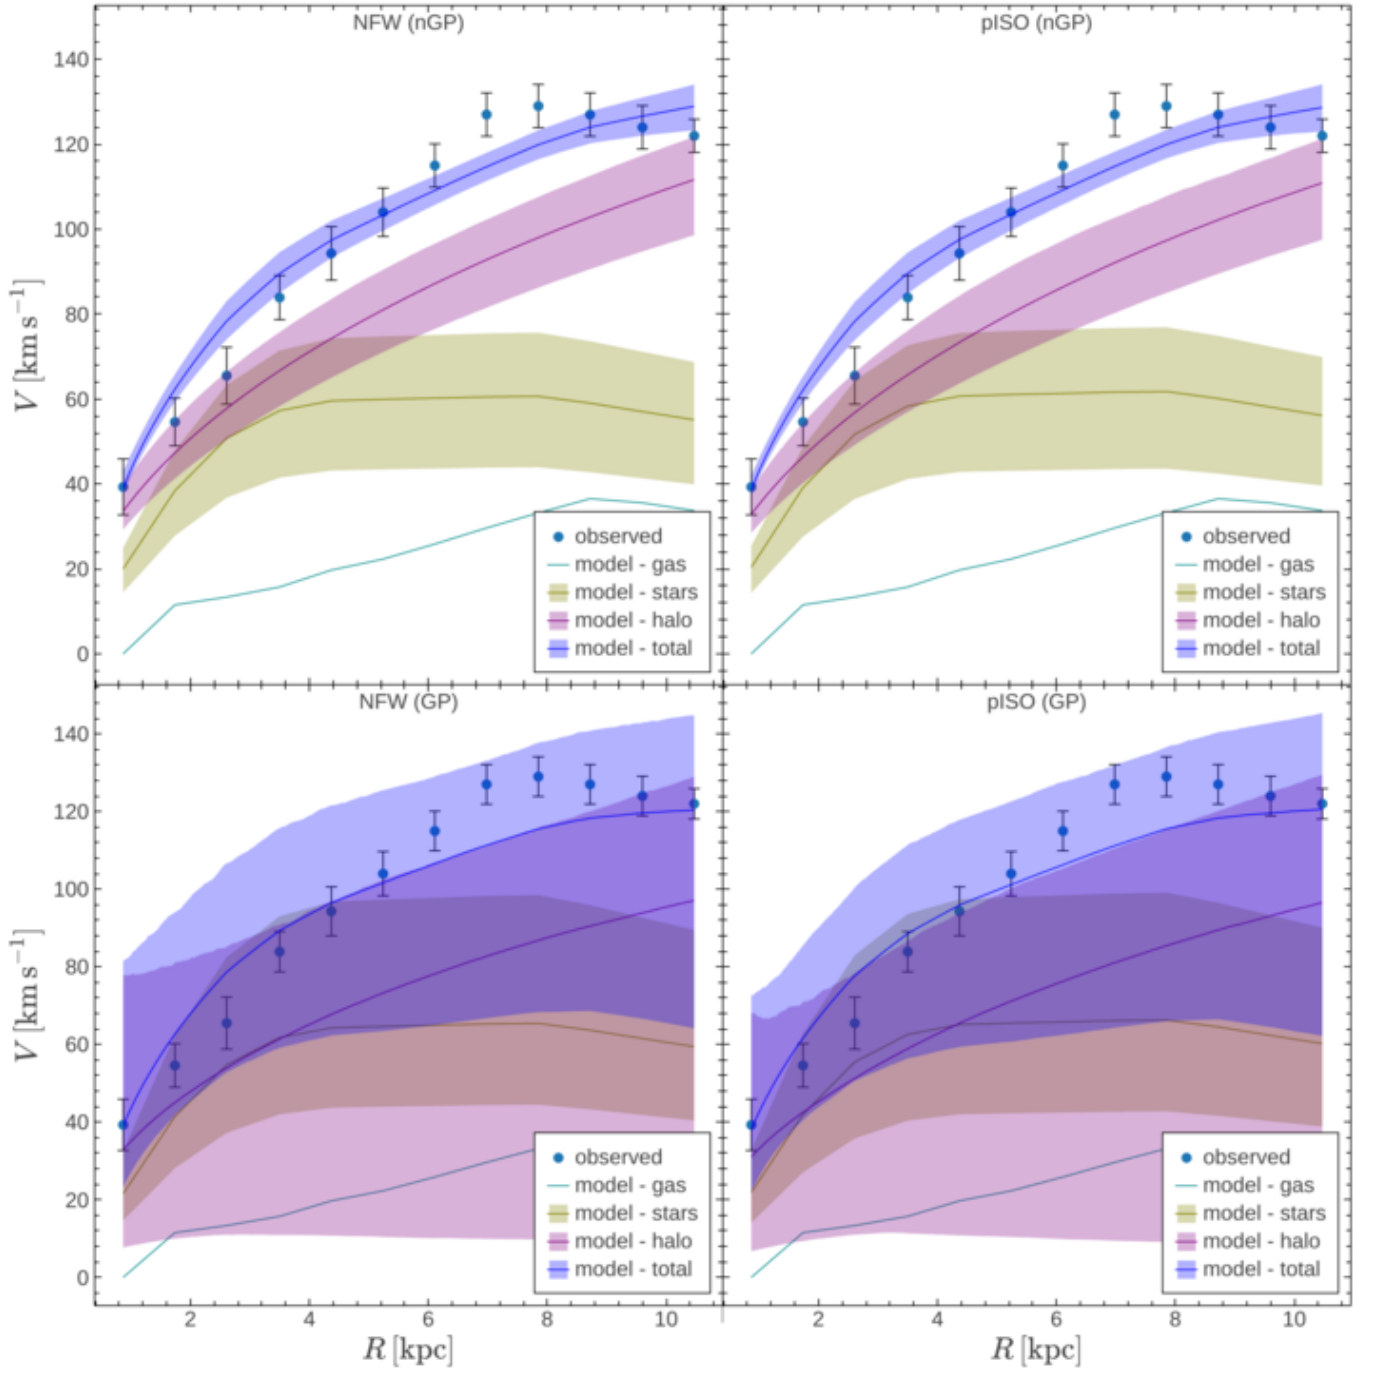 NFW (nGP)
pISO (nGP)
140
120
100
80
60
40
20
0
V [km s⁻¹]
observed
model - gas
model - stars
model - halo
model - total
observed
model - gas
model - stars
model - halo
model - total
NFW (GP)
pISO (GP)
140
120
100
80
60
40
20
0
V [km s⁻¹]
observed
model - gas
model - stars
model - halo
model - total
observed
model - gas
model - stars
model - halo
model - total
2 4 6 8 10
2 4 6 8 10
R [kpc]
R [kpc]